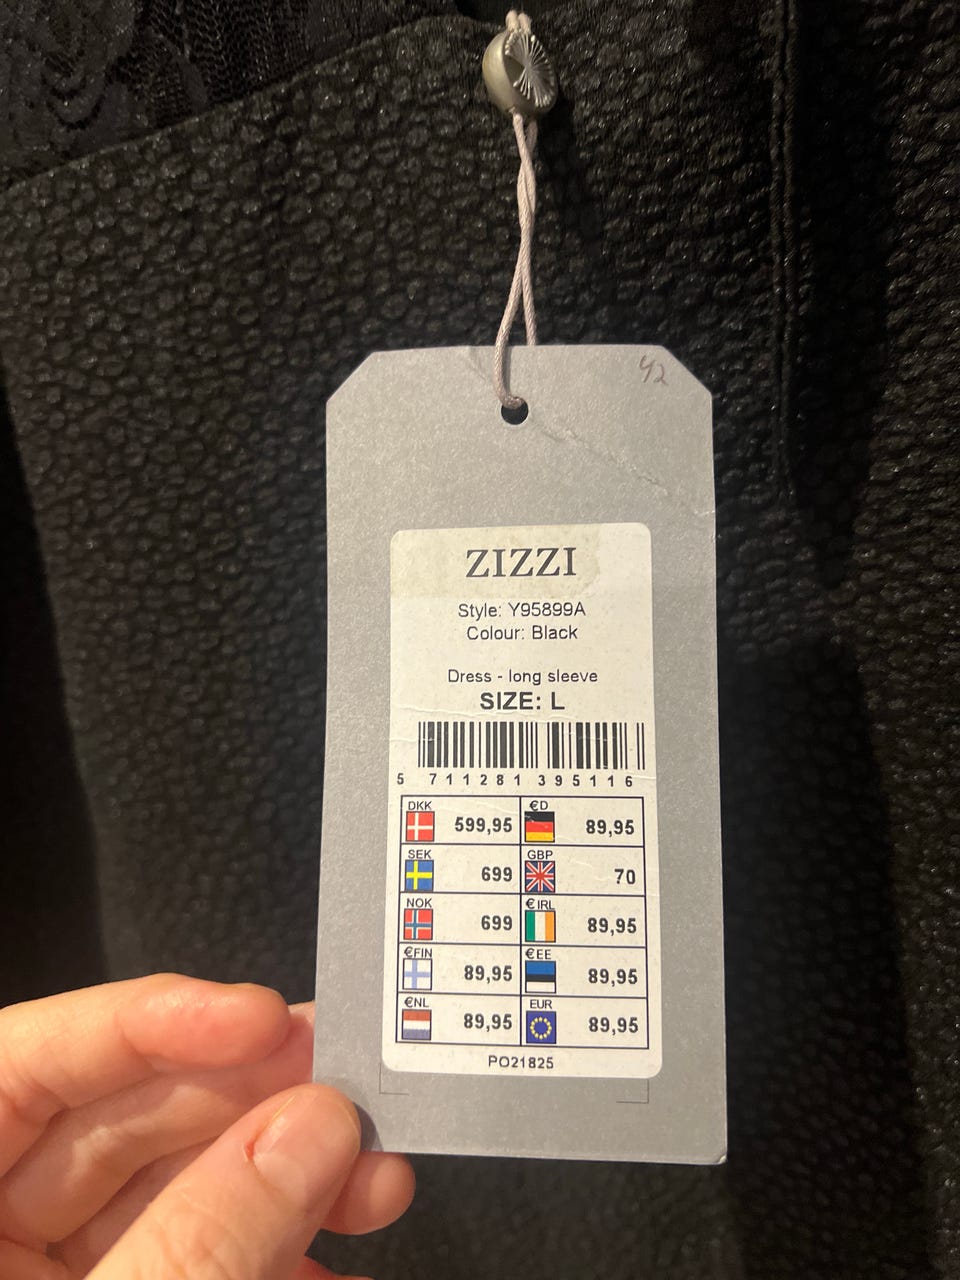 42
ZIZZI
Style: Y95899A
Colour: Black
Dress - long sleeve
SIZE: L
5 711281 395116
DKK 599,95 €D 89,95
SEK 699 GBP 70
NOK 699 € IRL 89,95
€FIN 89,95 €EE 89,95
€NL 89,95 EUR 89,95
PO21825